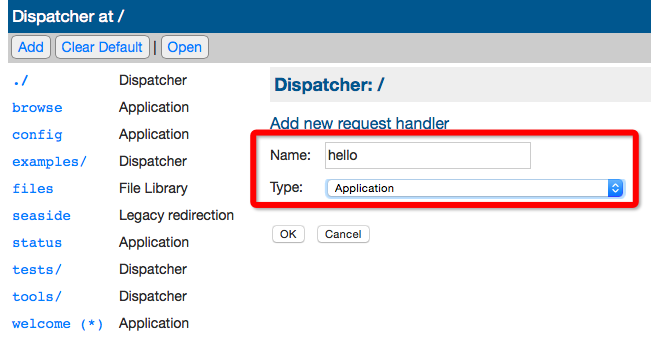 Dispatcher at /
Add Clear Default | Open
./ Dispatcher
browse Application
config Application
examples/ Dispatcher
files File Library
seaside Legacy redirection
status Application
tests/ Dispatcher
tools/ Dispatcher
welcome (*) Application
Dispatcher: /
Add new request handler
Name: hello
Type: Application
OK Cancel